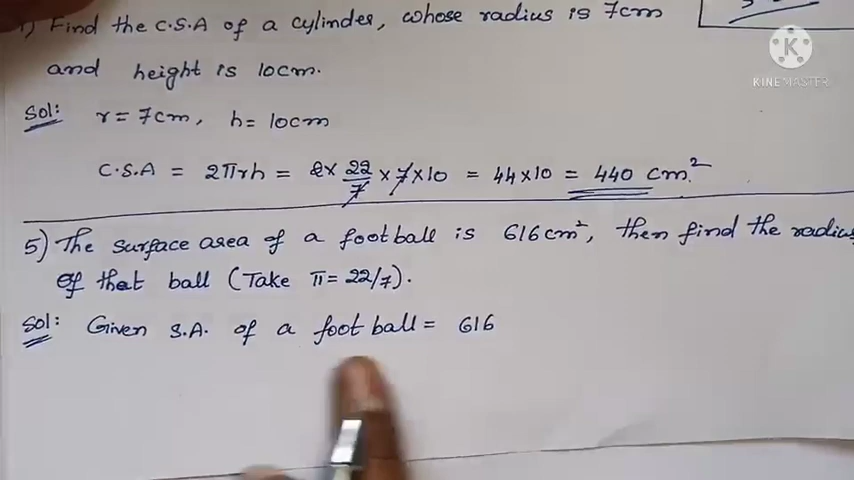 ) Find the C.S.A of a cylinder, whose radius is 7cm
and height is 10cm.
KINEMASTER
Sol: r = 7cm, h = 10cm
C.S.A = 2πrh = 2 × 22/7 × 7 × 10 = 44 × 10 = 440 cm²
5) The surface area of a football is 616cm², then find the radius
of that ball (Take π = 22/7).
Sol: Given S.A. of a foot ball = 616